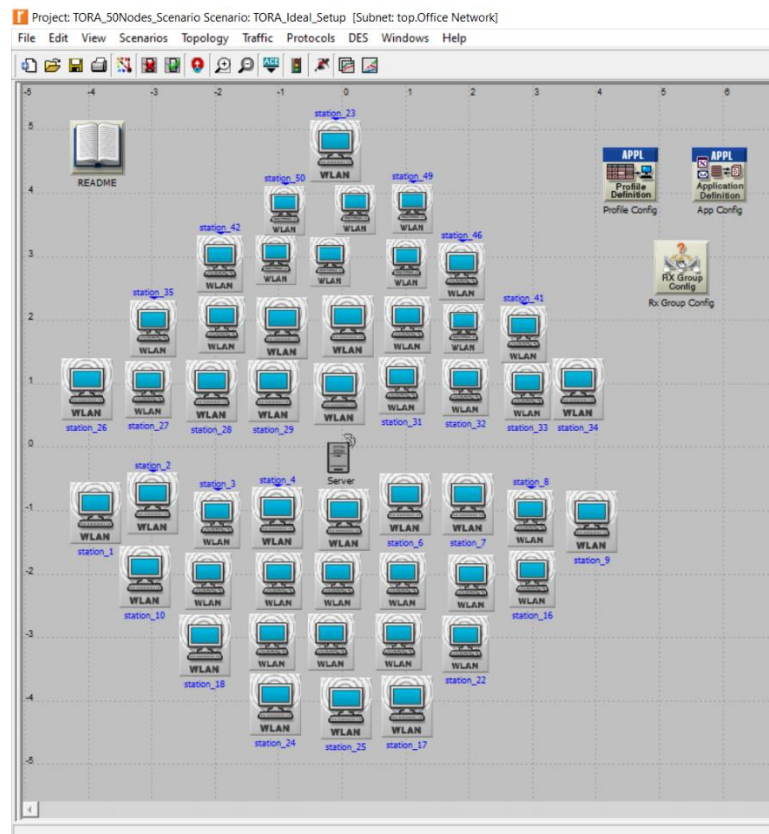 Project: TORA_50Nodes_Scenario Scenario: TORA_Ideal_Setup [Subnet: top.Office Network]
File Edit View Scenarios Topology Traffic Protocols DES Windows Help
ACE
-5 -4 -3 -2 -1 0 1 2 3 4 5 6
5
station_23
WLAN
README
APPL
Profile
Definition
Profile Config
APPL
Application
Definition
App Config
4
station_50 station_49
WLAN WLAN WLAN
RX Group
Config
Rx Group Config
3
station_42 station_46
WLAN WLAN WLAN WLAN WLAN
2
station_35 station_41
WLAN WLAN WLAN WLAN WLAN WLAN WLAN
1
WLAN WLAN WLAN WLAN WLAN WLAN WLAN WLAN WLAN
station_26 station_27 station_28 station_29 station_31 station_32 station_33 station_34
0
Server
station_2 station_3 station_4 station_8
-1
WLAN WLAN WLAN WLAN WLAN WLAN WLAN WLAN WLAN
station_1 station_6 station_7 station_9
-2
WLAN WLAN WLAN WLAN WLAN WLAN WLAN
station_10 station_16
-3
WLAN WLAN WLAN WLAN WLAN
station_18 station_22
-4
WLAN WLAN WLAN
station_24 station_25 station_17
-5